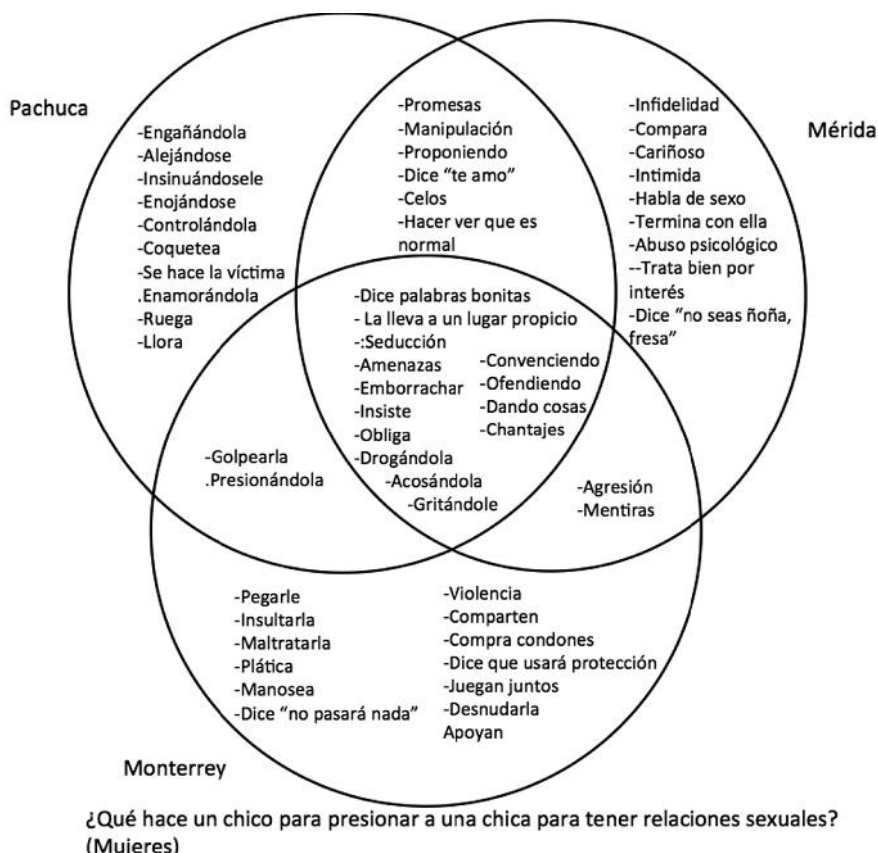 Pachuca
-Engañándola
-Alejándose
-Insinuándosele
-Enojándose
-Controlándola
-Coquetea
-Se hace la víctima
.Enamorándola
-Ruega
-Llora
-Promesas
-Manipulación
-Proponiendo
-Dice “te amo”
-Celos
-Hacer ver que es
normal
Mérida
-Infidelidad
-Compara
-Cariñoso
-Intimida
-Habla de sexo
-Termina con ella
-Abuso psicológico
--Trata bien por
interés
-Dice “no seas ñoña,
fresa”
-Dice palabras bonitas
- La lleva a un lugar propicio
-:Seducción
-Amenazas
-Emborrachar
-Insiste
-Obliga
-Drogándola
-Acosándola
-Gritándole
-Convenciendo
-Ofendiendo
-Dando cosas
-Chantajes
-Golpearla
.Presionándola
-Agresión
-Mentiras
-Pegarle
-Insultarla
-Maltratarla
-Plática
-Manosea
-Dice “no pasará nada”
-Violencia
-Comparten
-Compra condones
-Dice que usará protección
-Juegan juntos
-Desnudarla
Apoyan
Monterrey
¿Qué hace un chico para presionar a una chica para tener relaciones sexuales?
(Mujeres)